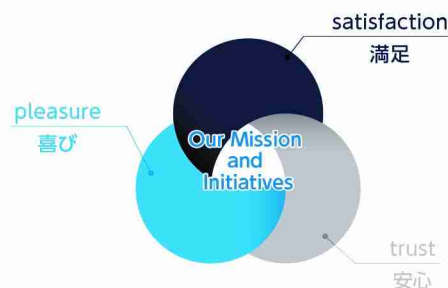 satisfaction
満足
pleasure
喜び
Our Mission
and
Initiatives
trust
安心